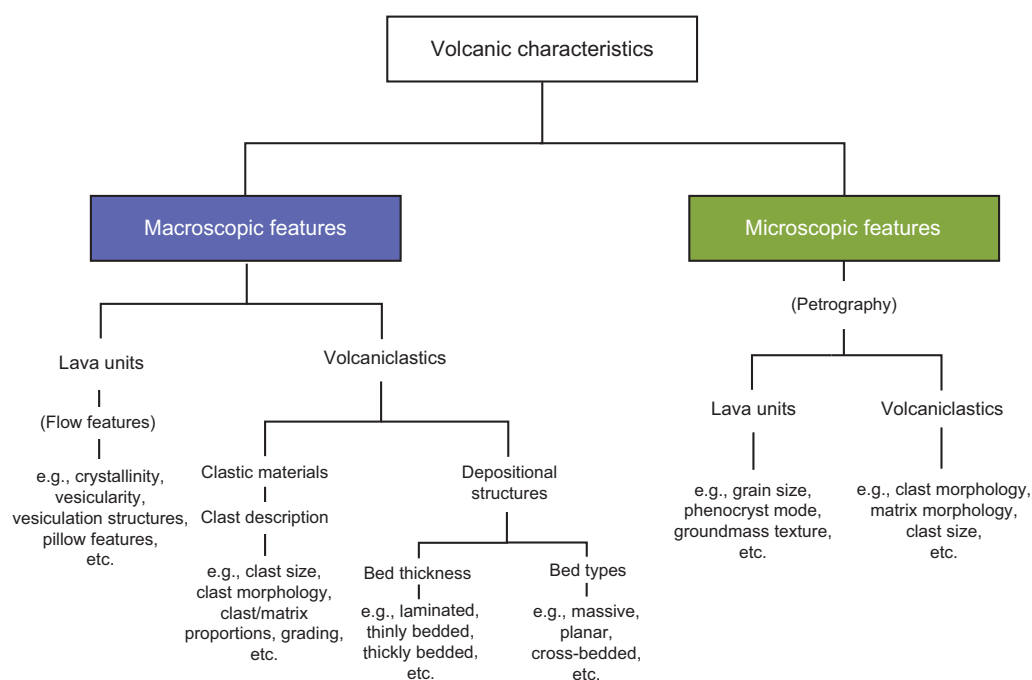 Volcanic characteristics
Macroscopic features
Microscopic features
(Petrography)
Lava units
(Flow features)
e.g., crystallinity,
vesicularity,
vesiculation structures,
pillow features,
etc.
Volcaniclastics
Clastic materials
Clast description
e.g., clast size,
clast morphology,
clast/matrix
proportions, grading,
etc.
Depositional
structures
Bed thickness
e.g., laminated,
thinly bedded,
thickly bedded,
etc.
Bed types
e.g., massive,
planar,
cross-bedded,
etc.
Lava units
e.g., grain size,
phenocryst mode,
groundmass texture,
etc.
Volcaniclastics
e.g., clast morphology,
matrix morphology,
clast size,
etc.